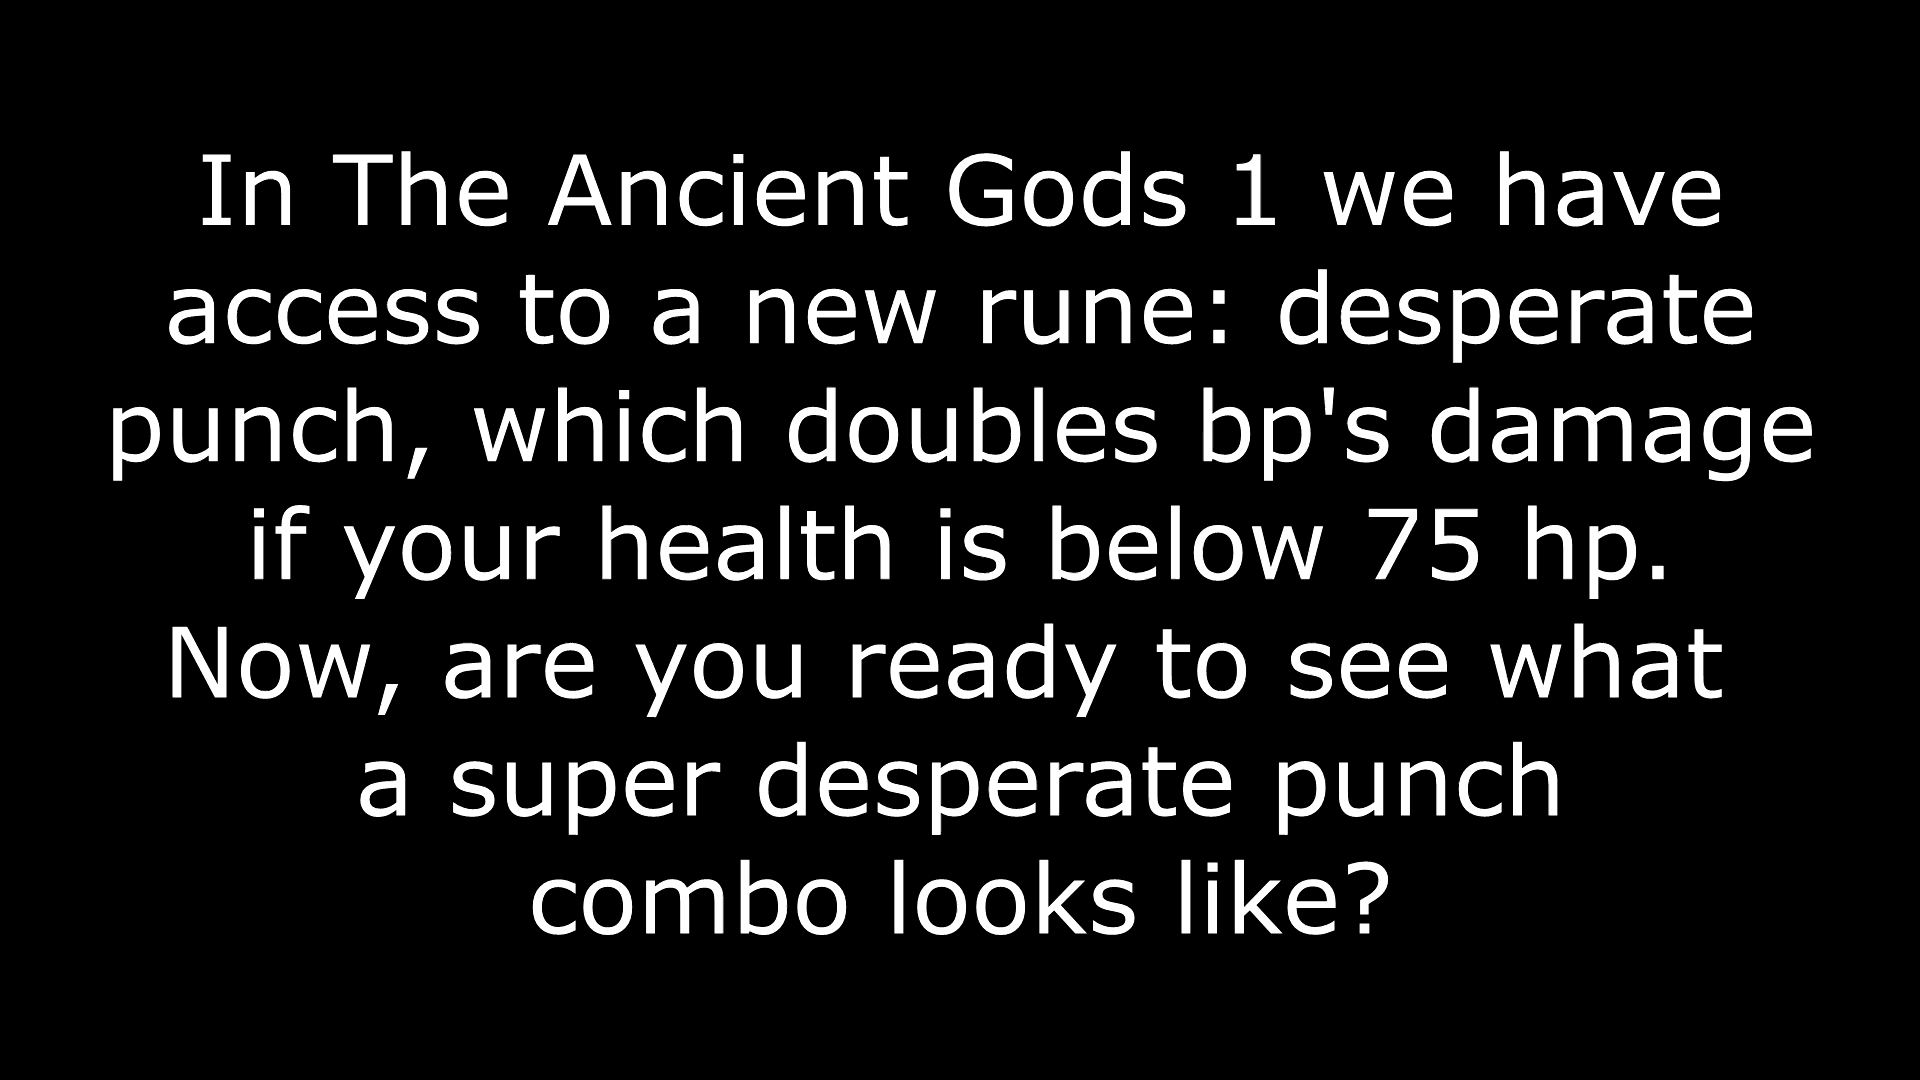 In The Ancient Gods 1 we have
access to a new rune: desperate
punch, which doubles bp's damage
if your health is below 75 hp.
Now, are you ready to see what
a super desperate punch
combo looks like?